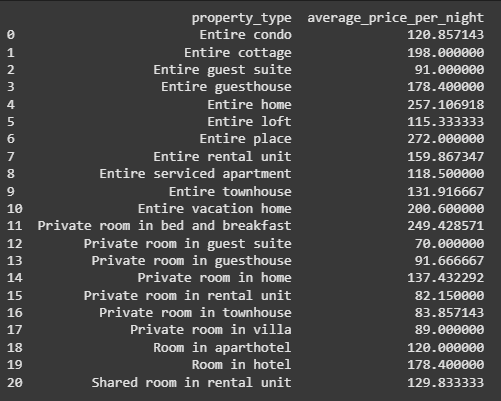 property_type average_price_per_night
0 Entire condo 120.857143
1 Entire cottage 198.000000
2 Entire guest suite 91.000000
3 Entire guesthouse 178.400000
4 Entire home 257.106918
5 Entire loft 115.333333
6 Entire place 272.000000
7 Entire rental unit 159.867347
8 Entire serviced apartment 118.500000
9 Entire townhouse 131.916667
10 Entire vacation home 200.600000
11 Private room in bed and breakfast 249.428571
12 Private room in guest suite 70.000000
13 Private room in guesthouse 91.666667
14 Private room in home 137.432292
15 Private room in rental unit 82.150000
16 Private room in townhouse 83.857143
17 Private room in villa 89.000000
18 Room in aparthotel 120.000000
19 Room in hotel 178.400000
20 Shared room in rental unit 129.833333